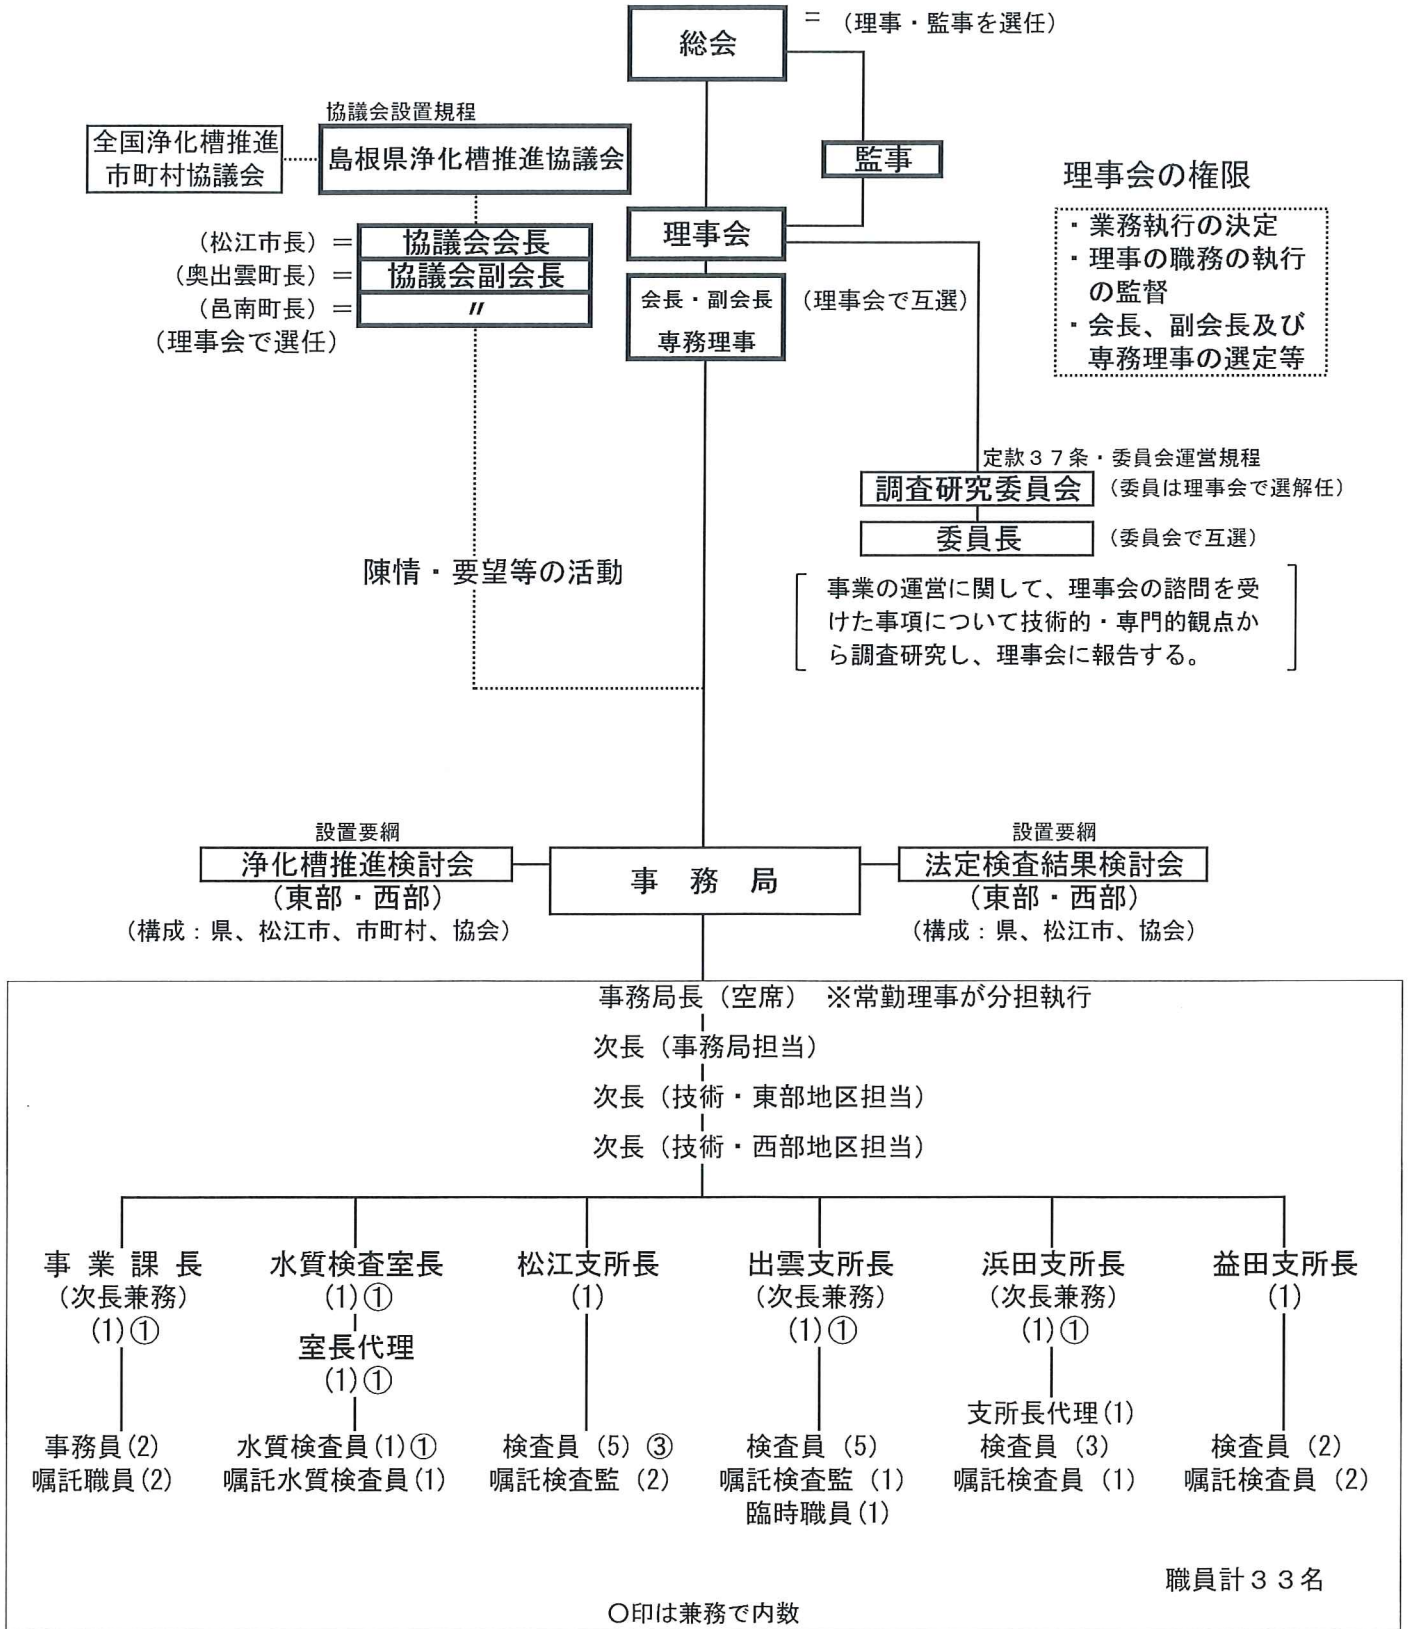 総会
= (理事・監事を選任)
協議会設置規程
全国浄化槽推進
市町村協議会
島根県浄化槽推進協議会
監事
理事会の権限
・業務執行の決定
・理事の職務の執行
の監督
・会長、副会長及び
専務理事の選定等
理事会
(松江市長) =
協議会会長
(奥出雲町長) =
協議会副会長
(邑南町長) =
〃
(理事会で選任)
会長・副会長
専務理事
(理事会で互選)
定款37条・委員会運営規程
調査研究委員会
(委員は理事会で選解任)
委員長
(委員会で互選)
事業の運営に関して、理事会の諮問を受
けた事項について技術的・専門的観点か
ら調査研究し、理事会に報告する。
陳情・要望等の活動
設置要綱
浄化槽推進検討会
(東部・西部)
(構成:県、松江市、市町村、協会)
事 務 局
設置要綱
法定検査結果検討会
(東部・西部)
(構成:県、松江市、協会)
事務局長(空席) ※常勤理事が分担執行
次長(事務局担当)
次長(技術・東部地区担当)
次長(技術・西部地区担当)
事 業 課 長
(次長兼務)
(1)①
事務員(2)
嘱託職員(2)
水質検査室長
(1)①
室長代理
(1)①
水質検査員(1)①
嘱託水質検査員(1)
松江支所長
(1)
検査員 (5) ③
嘱託検査監 (2)
出雲支所長
(次長兼務)
(1)①
検査員 (5)
嘱託検査監 (1)
臨時職員(1)
浜田支所長
(次長兼務)
(1)①
支所長代理(1)
検査員 (3)
嘱託検査員 (1)
益田支所長
(1)
検査員 (2)
嘱託検査員 (2)
職員計33名
〇印は兼務で内数